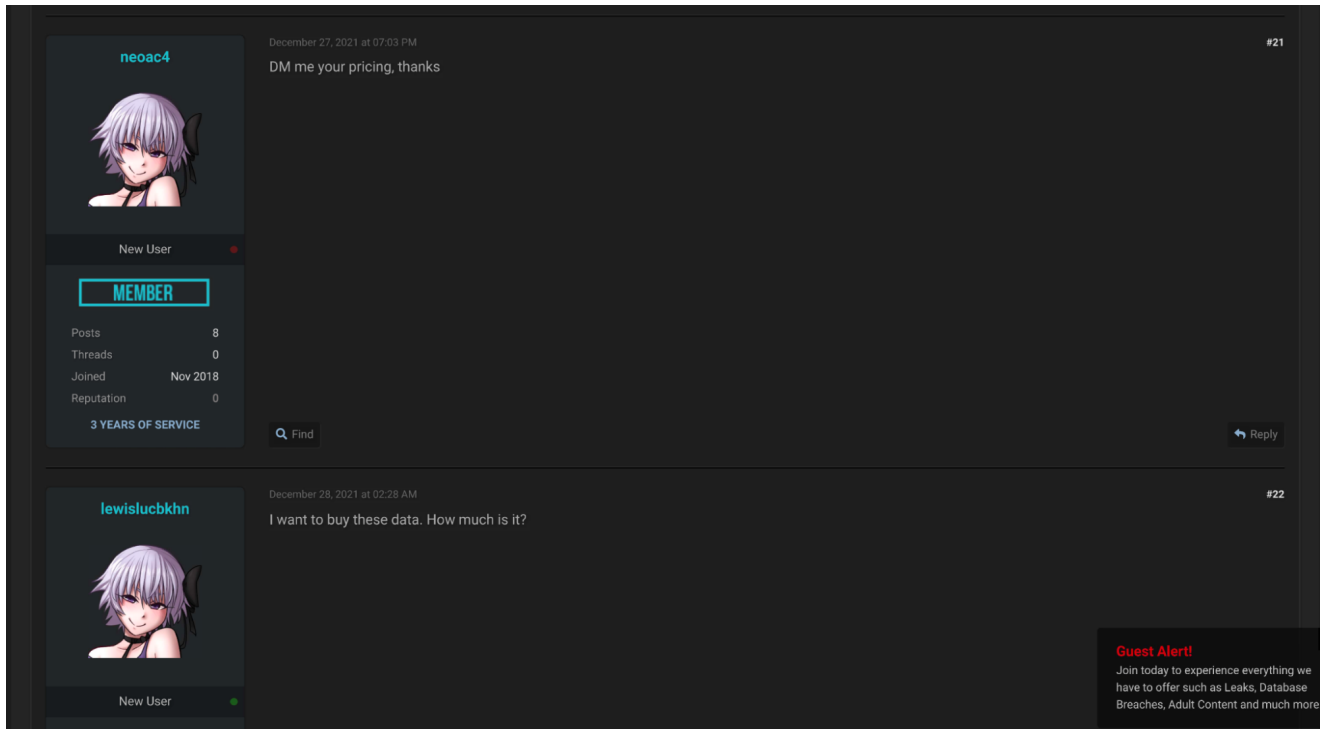 neoac4
New User
MEMBER
Posts 8
Threads 0
Joined Nov 2018
Reputation 0
3 YEARS OF SERVICE
December 27, 2021 at 07:03 PM
#21
DM me your pricing, thanks
Find
Reply
lewislucbkhn
New User
December 28, 2021 at 02:28 AM
#22
I want to buy these data. How much is it?
Guest Alert!
Join today to experience everything we
have to offer such as Leaks, Database
Breaches, Adult Content and much more